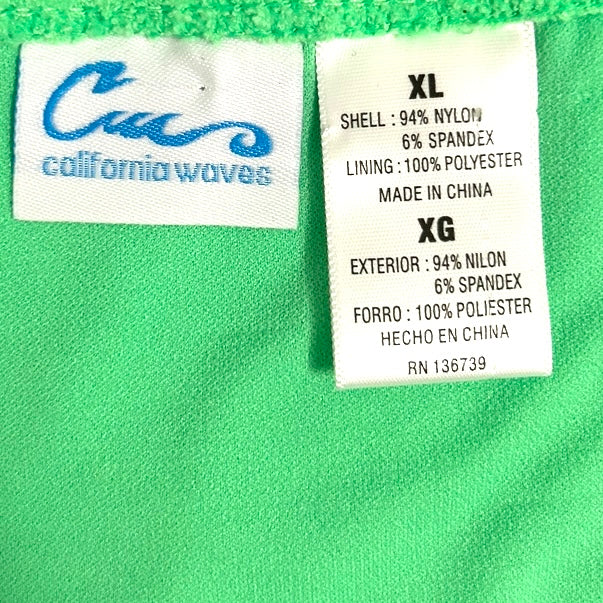 california waves
XL
SHELL : 94% NYLON
6% SPANDEX
LINING : 100% POLYESTER
MADE IN CHINA
XG
EXTERIOR : 94% NILON
6% SPANDEX
FORRO : 100% POLIESTER
HECHO EN CHINA
RN 136739